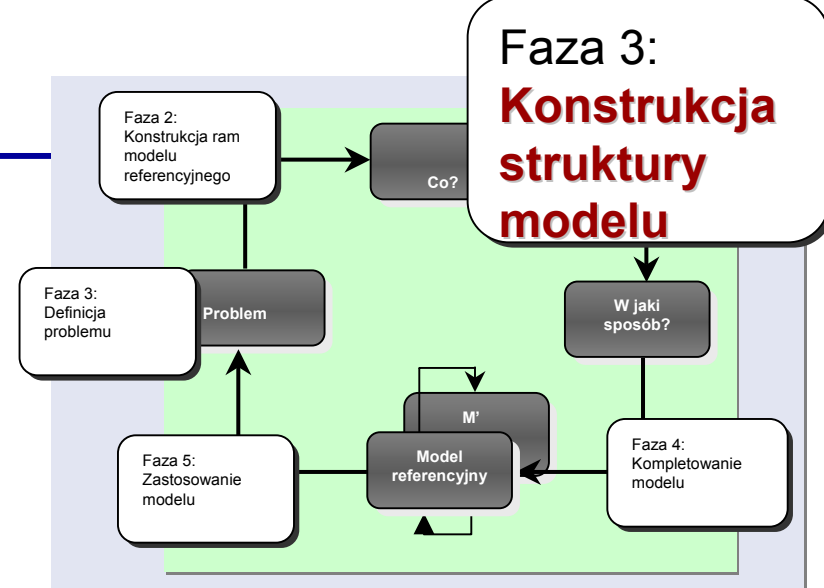 Faza 3:
Konstrukcja
struktury
modelu
Faza 2:
Konstrukcja ram
modelu
referencyjnego
Co?
Faza 3:
Definicja
problemu
Problem
W jaki
sposób?
M'
Model
referencyjny
Faza 4:
Kompletowanie
modelu
Faza 5:
Zastosowanie
modelu